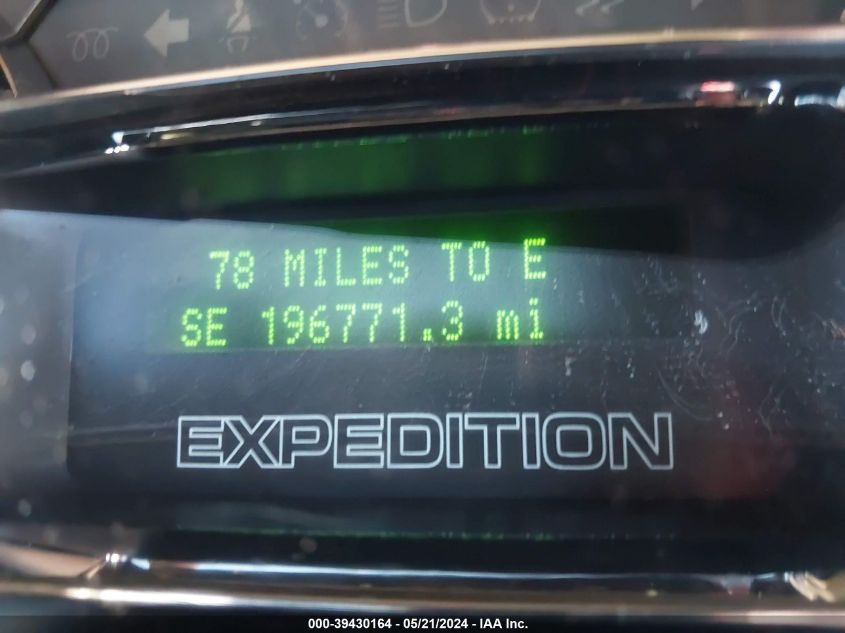 78 MILES TO E
SE 196771.3 mi
EXPEDITION
000-39430164 - 05/21/2024 - IAA Inc.